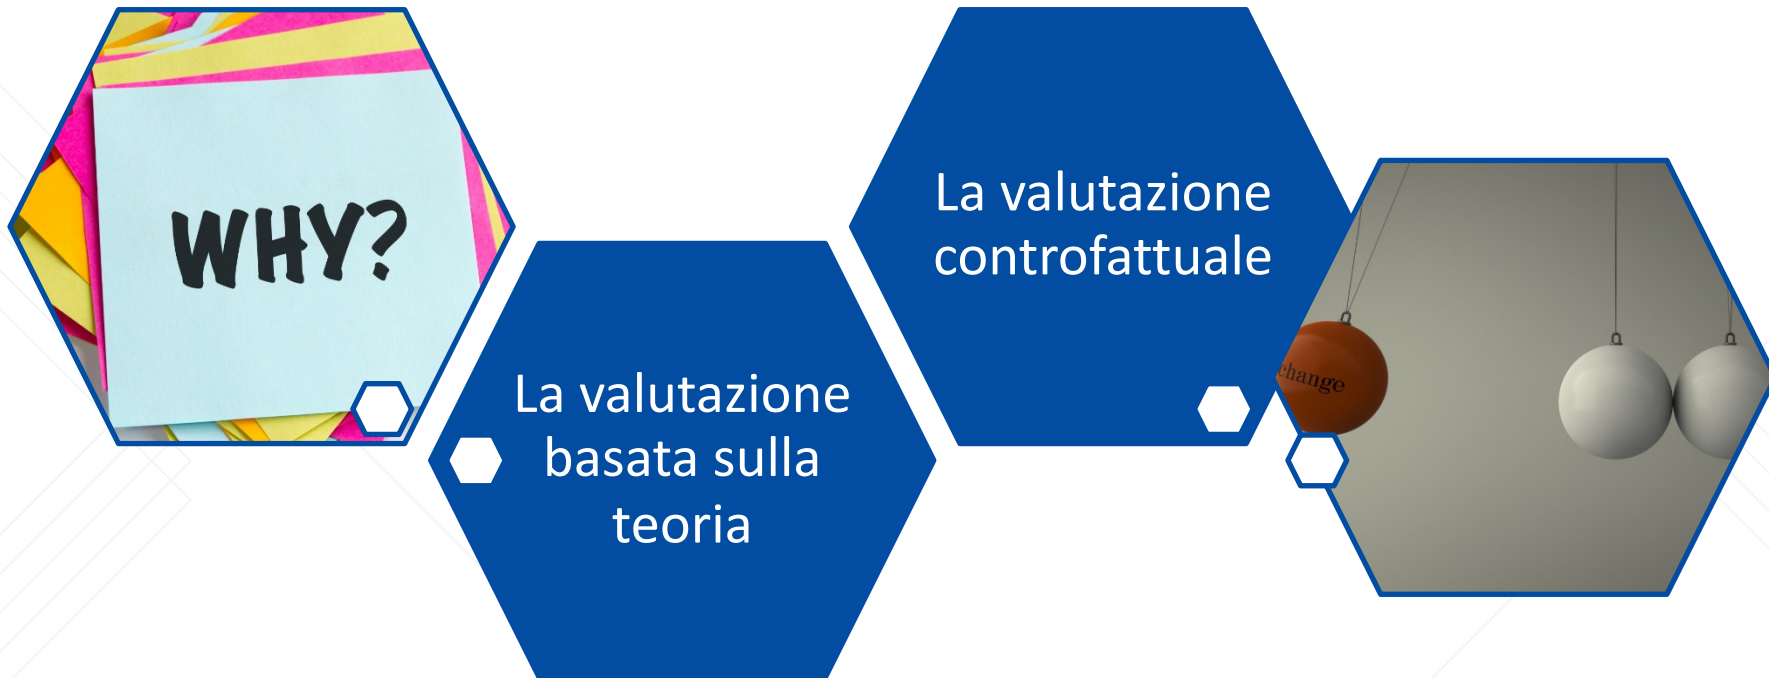 WHY?
La valutazione
basata sulla
teoria
La valutazione
controfattuale
change